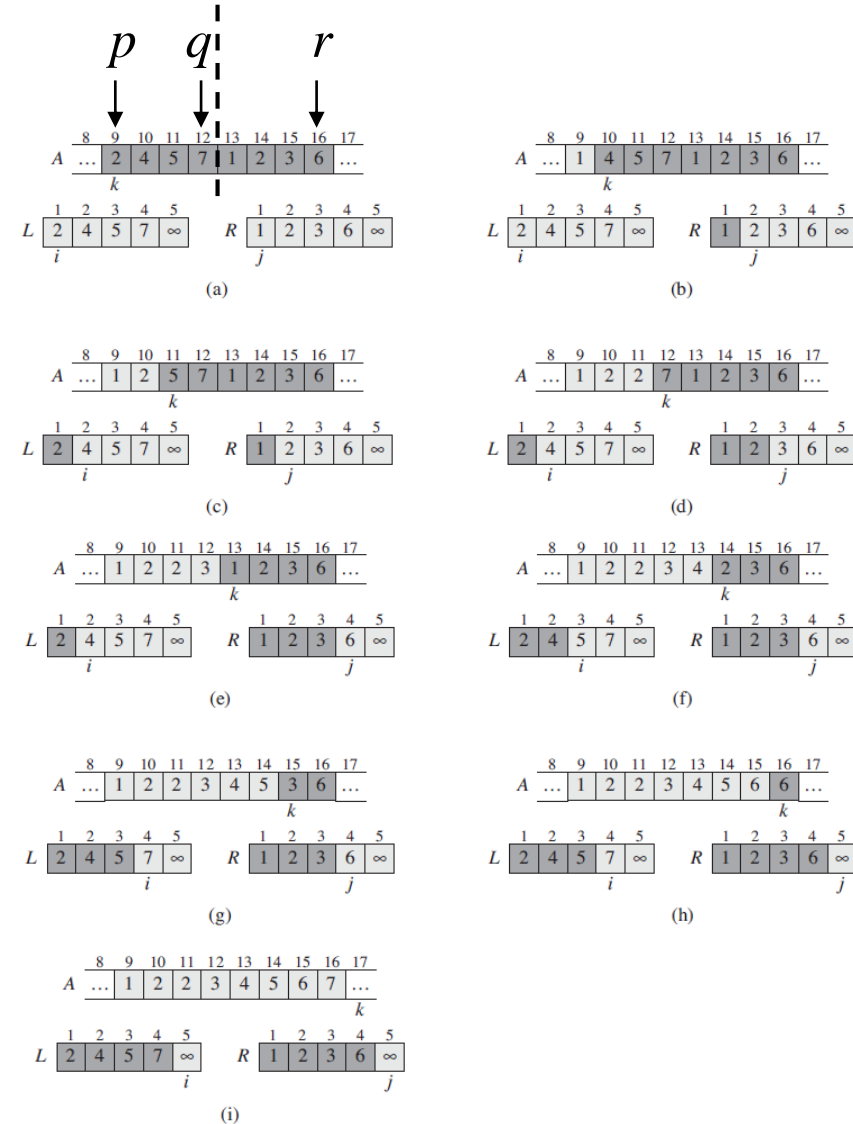 p q r
8 9 10 11 12 13 14 15 16 17
A … 2 4 5 7 1 2 3 6 …
k
1 2 3 4 5 1 2 3 4 5
L 2 4 5 7 ∞ R 1 2 3 6 ∞
i j
(a)
8 9 10 11 12 13 14 15 16 17
A … 1 4 5 7 1 2 3 6 …
k
1 2 3 4 5 1 2 3 4 5
L 2 4 5 7 ∞ R 1 2 3 6 ∞
i j
(b)
8 9 10 11 12 13 14 15 16 17
A … 1 2 5 7 1 2 3 6 …
k
1 2 3 4 5 1 2 3 4 5
L 2 4 5 7 ∞ R 1 2 3 6 ∞
i j
(c)
8 9 10 11 12 13 14 15 16 17
A … 1 2 2 7 1 2 3 6 …
k
1 2 3 4 5 1 2 3 4 5
L 2 4 5 7 ∞ R 1 2 3 6 ∞
i j
(d)
8 9 10 11 12 13 14 15 16 17
A … 1 2 2 3 1 2 3 6 …
k
1 2 3 4 5 1 2 3 4 5
L 2 4 5 7 ∞ R 1 2 3 6 ∞
i j
(e)
8 9 10 11 12 13 14 15 16 17
A … 1 2 2 3 4 2 3 6 …
k
1 2 3 4 5 1 2 3 4 5
L 2 4 5 7 ∞ R 1 2 3 6 ∞
i j
(f)
8 9 10 11 12 13 14 15 16 17
A … 1 2 2 3 4 5 3 6 …
k
1 2 3 4 5 1 2 3 4 5
L 2 4 5 7 ∞ R 1 2 3 6 ∞
i j
(g)
8 9 10 11 12 13 14 15 16 17
A … 1 2 2 3 4 5 6 6 …
k
1 2 3 4 5 1 2 3 4 5
L 2 4 5 7 ∞ R 1 2 3 6 ∞
i j
(h)
8 9 10 11 12 13 14 15 16 17
A … 1 2 2 3 4 5 6 7 …
k
1 2 3 4 5 1 2 3 4 5
L 2 4 5 7 ∞ R 1 2 3 6 ∞
i j
(i)